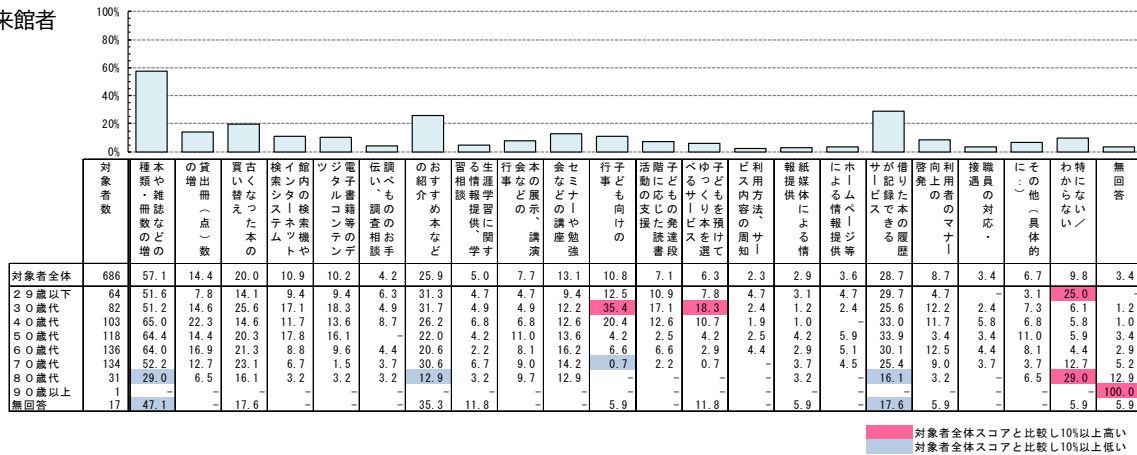 来館者
100%
80%
60%
40%
20%
0%
対象者数
本や雑誌などの
種類・冊数の増
貸出冊（点）数
の増
古くなった本の
買い替え
館内の検索機や
インターネット
検索システム
電子書籍等のデ
ジタルコンテン
ツ
調べもののお手
伝い、調査相談
おすすめ本など
の紹介
生涯学習に関す
る情報提供、学
習相談
本の展示、講演
会などの
行事
セミナーや勉強
会などの講座
子ども向けの
行事
子どもの発達段
階に応じた読書
活動の支援
子どもを預けて
ゆっくり本を選
べるサービス
利用方法、サー
ビス内容の周知
紙媒体による情
報提供
ホームページ等
による情報提供
借りた本の履歴
が記録できる
サービス
利用者のマナー
向上の
啓発
職員の対応・
接遇
その他（具体的
に：）
特にない／
わからない
無回答
対象者全体 686 57.1 14.4 20.0 10.9 10.2 4.2 25.9 5.0 7.7 13.1 10.8 7.1 6.3 2.3 2.9 3.6 28.7 8.7 3.4 6.7 9.8 3.4
２９歳以下 64 51.6 7.8 14.1 9.4 9.4 6.3 31.3 4.7 4.7 9.4 12.5 10.9 7.8 4.7 3.1 4.7 29.7 4.7 – 3.1 25.0 –
３０歳代 82 51.2 14.6 25.6 17.1 18.3 4.9 31.7 4.9 4.9 12.2 35.4 17.1 18.3 2.4 1.2 2.4 25.6 12.2 2.4 7.3 6.1 1.2
４０歳代 103 65.0 22.3 14.6 11.7 13.6 8.7 26.2 6.8 6.8 12.6 20.4 12.6 10.7 1.9 1.0 – 33.0 11.7 5.8 6.8 5.8 1.0
５０歳代 118 64.4 14.4 20.3 17.8 16.1 – 22.0 4.2 11.0 13.6 4.2 2.5 4.2 2.5 4.2 5.9 33.9 3.4 3.4 11.0 5.9 3.4
６０歳代 136 64.0 16.9 21.3 8.8 9.6 4.4 20.6 2.2 8.1 16.2 6.6 6.6 2.9 4.4 2.9 5.1 30.1 12.5 4.4 8.1 4.4 2.9
７０歳代 134 52.2 12.7 23.1 6.7 1.5 3.7 30.6 6.7 9.0 14.2 0.7 2.2 0.7 – 3.7 4.5 25.4 9.0 3.7 3.7 12.7 5.2
８０歳代 31 29.0 6.5 16.1 3.2 3.2 3.2 12.9 3.2 9.7 12.9 – – – – 3.2 – 16.1 3.2 – 6.5 29.0 12.9
９０歳以上 1 – – – – – – – – – – – – – – – – – – – – – 100.0
無回答 17 47.1 – 17.6 – – – 35.3 11.8 – – 5.9 – 11.8 – 5.9 – 17.6 5.9 – – 5.9 5.9
対象者全体スコアと比較し10%以上高い
対象者全体スコアと比較し10%以上低い